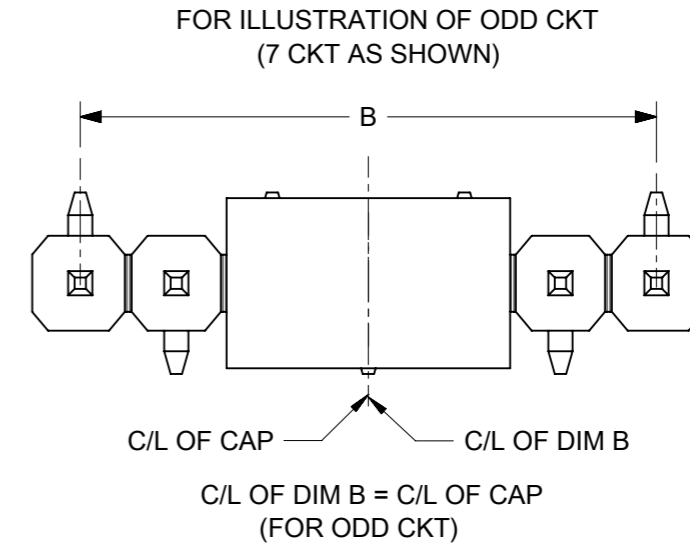 FOR ILLUSTRATION OF ODD CKT
(7 CKT AS SHOWN)
B
C/L OF CAP
C/L OF DIM B
C/L OF DIM B = C/L OF CAP
(FOR ODD CKT)